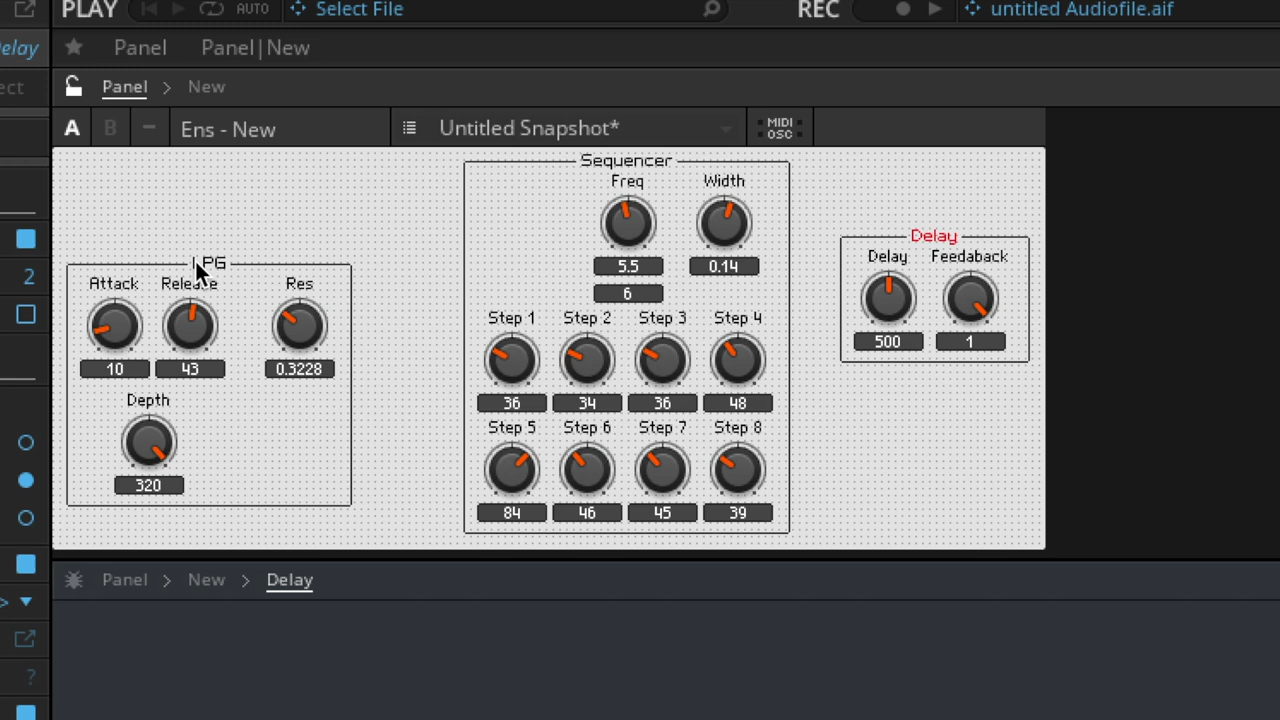 PLAY AUTO Select File REC untitled Audiofile.aif
elay Panel Panel|New
ect Panel > New
A B Ens - New Untitled Snapshot* MIDI OSC
Sequencer
Freq Width
5.5 0.14
6
Step 1 Step 2 Step 3 Step 4
36 34 36 48
Step 5 Step 6 Step 7 Step 8
84 46 45 39
Delay
Delay Feedaback
500 1
PG
Attack Release Res
10 43 0.3228
Depth
320
2
?
Panel > New > Delay